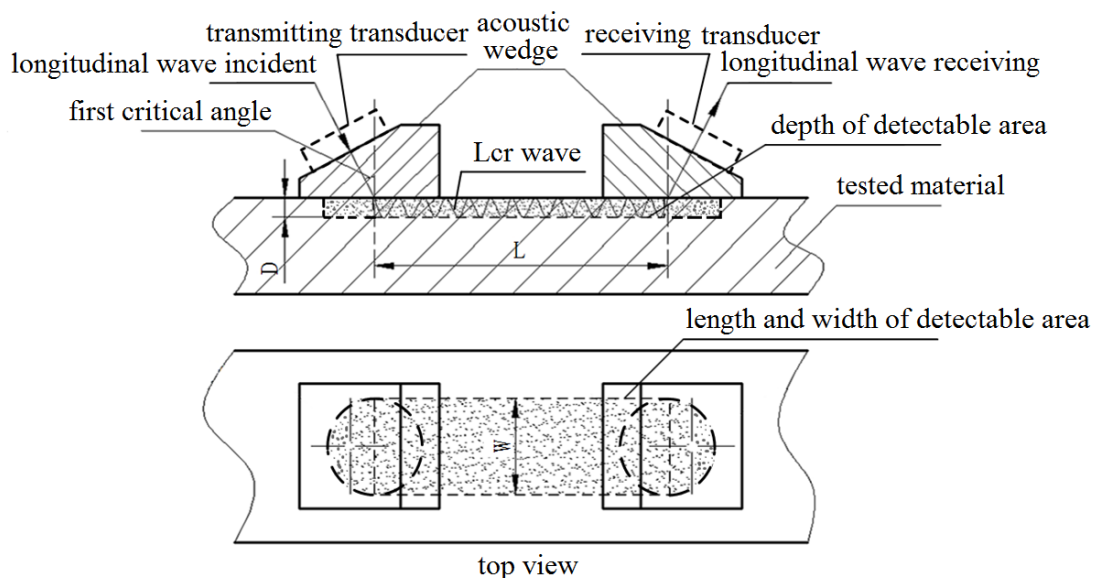 transmitting transducer
acoustic
wedge
receiving transducer
longitudinal wave incident
longitudinal wave receiving
first critical angle
depth of detectable area
Lcr wave
tested material
D
L
length and width of detectable area
W
top view